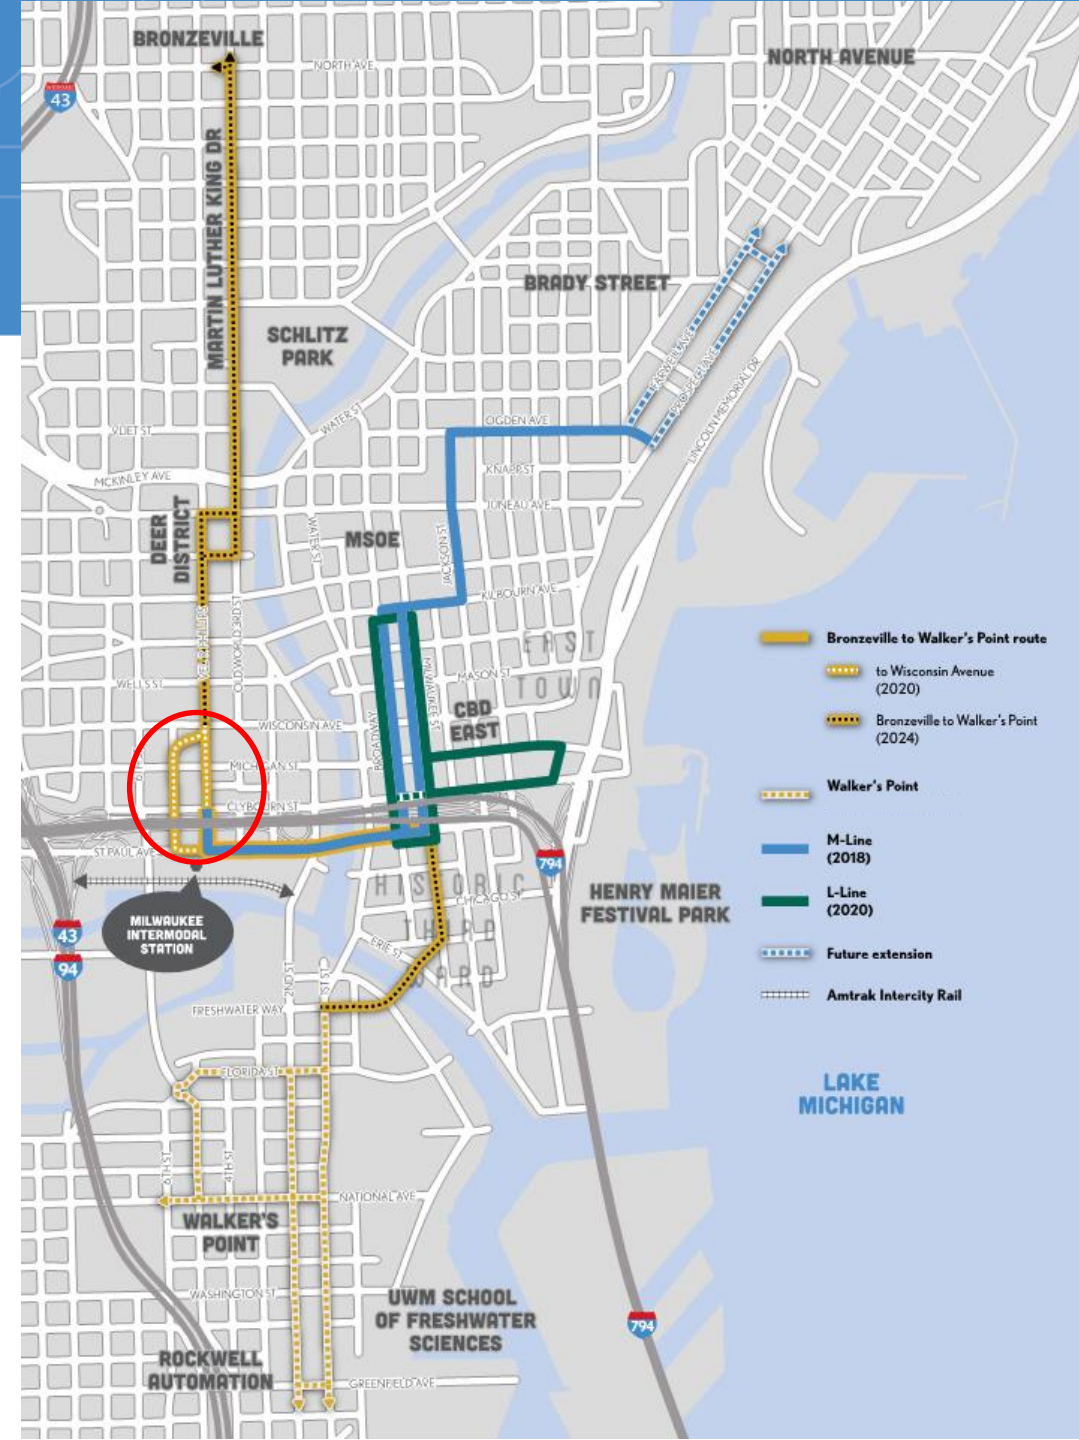 BRONZEVILLE
NORTH AVENUE
NORTH AVE
43
MARTIN LUTHER KING DR
BRADY STREET
SCHLITZ
PARK
FARWELL AVE
PROSPECT AVE
LINCOLN MEMORIAL DR
WATER ST
OGDEN AVE
VLIET ST
KNAPP ST
MCKINLEY AVE
JUNEAU AVE
DEER
DISTRICT
WATER ST
MSOE
JACKSON ST
KILBOURN AVE
VEL R. PHILLIPS
OLD WORLD 3RD ST
EAST
TOWN
Bronzeville to Walker's Point route
to Wisconsin Avenue
(2020)
Bronzeville to Walker's Point
(2024)
Walker's Point
M-Line
(2018)
L-Line
(2020)
Future extension
Amtrak Intercity Rail
MILWAUKEE ST
MASON ST
WELLS ST
CBD
EAST
WISCONSIN AVE
BROADWAY
MICHIGAN ST
CLYBOURN ST
ST PAUL AVE
794
HISTORIC
THIRD
WARD
CHICAGO ST
HENRY MAIER
FESTIVAL PARK
MILWAUKEE
INTERMODAL
STATION
43
94
ERIE ST
2ND ST
1ST ST
FRESHWATER WAY
FLORIDA ST
LAKE
MICHIGAN
6TH ST
4TH ST
NATIONAL AVE
WALKER'S
POINT
WASHINGTON ST
UWM SCHOOL
OF FRESHWATER
SCIENCES
794
ROCKWELL
AUTOMATION
GREENFIELD AVE